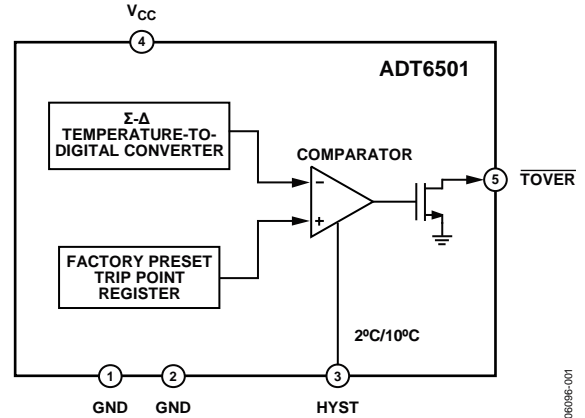 VCC
4
ADT6501
Σ-Δ
TEMPERATURE-TO-
DIGITAL CONVERTER
COMPARATOR
−
+
5
TOVER
FACTORY PRESET
TRIP POINT
REGISTER
2ºC/10ºC
1
2
3
GND
GND
HYST
06096-001